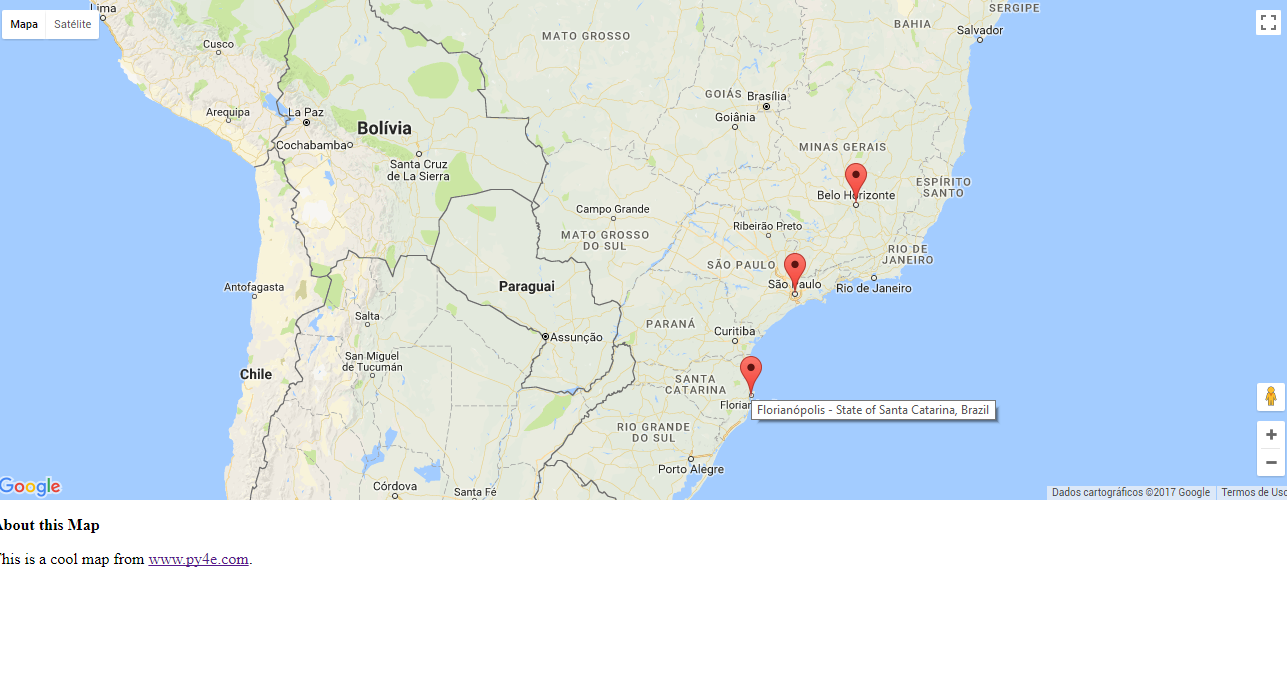 Lima
SERGIPE
Mapa
Satélite
MATO GROSSO
BAHIA
Salvador
Cusco
GOIÁS
Brasília
Arequipa
La Paz
Goiânia
Bolívia
Cochabamba
MINAS GERAIS
Santa Cruz
de La Sierra
ESPÍRITO
SANTO
Belo Horizonte
Campo Grande
Ribeirão Preto
MATO GROSSO
DO SUL
RIO DE
JANEIRO
SÃO PAULO
Antofagasta
Paraguai
São Paulo
Rio de Janeiro
Salta
PARANÁ
Curitiba
Assunção
San Miguel
de Tucumán
Chile
SANTA
CATARINA
Florian
Florianópolis - State of Santa Catarina, Brazil
RIO GRANDE
DO SUL
Porto Alegre
Córdova
Santa Fé
Google
Dados cartográficos ©2017 Google
Termos de Uso
About this Map
This is a cool map from www.py4e.com.